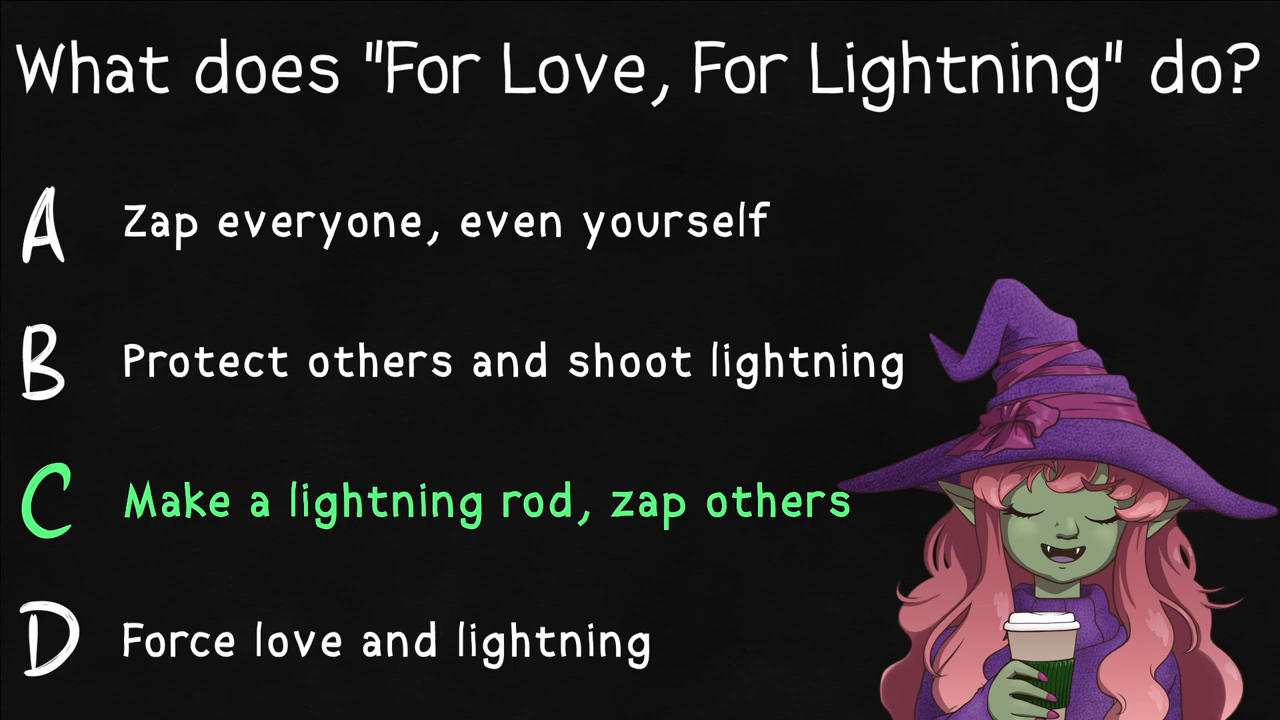 What does "For Love, For Lightning" do?
A Zap everyone, even yourself
B Protect others and shoot lightning
C Make a lightning rod, zap others
D Force love and lightning